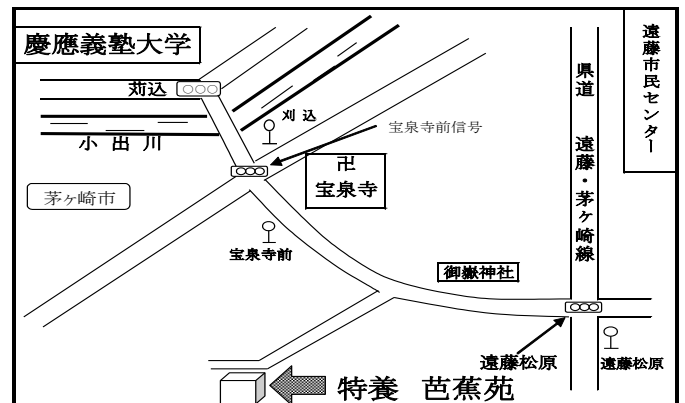 慶應義塾大学
苅込
小出川
苅込
宝泉寺前信号
卍
宝泉寺
茅ヶ崎市
宝泉寺前
御嶽神社
県道 遠藤・茅ヶ崎線
遠藤市民センター
遠藤松原
遠藤松原
特養 芭蕉苑